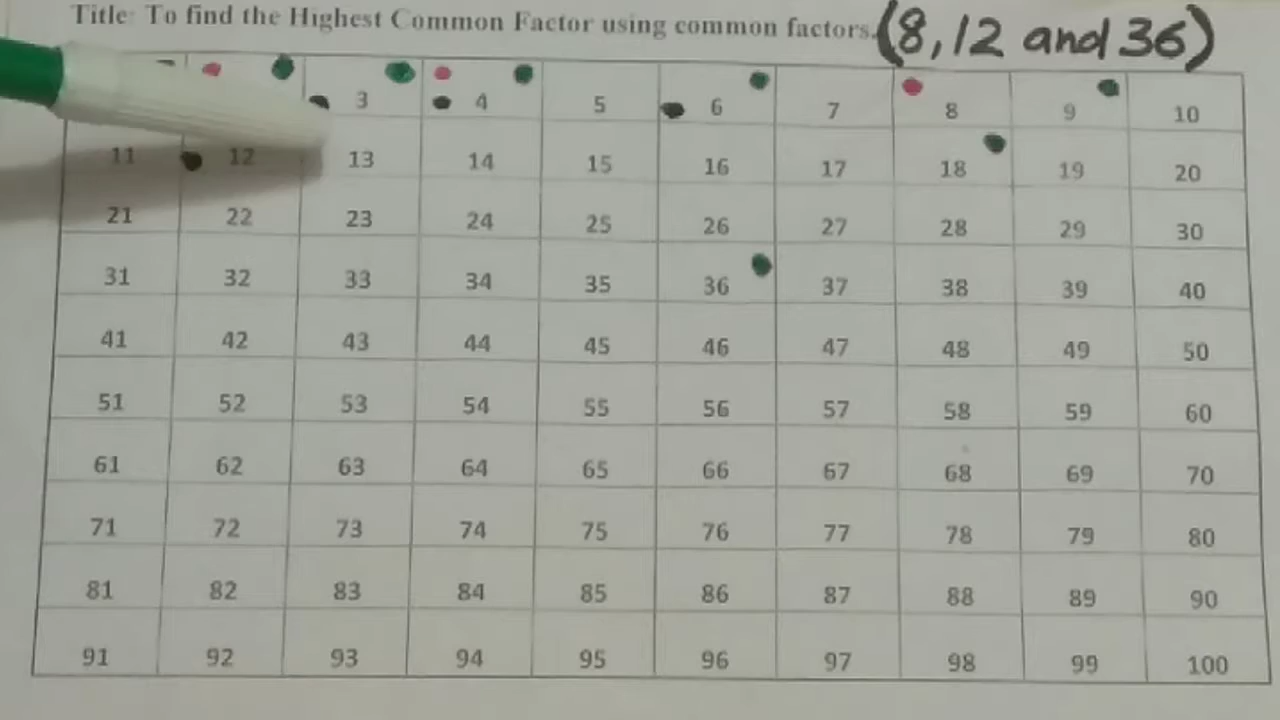 Title: To find the Highest Common Factor using common factors. (8,12 and 36)
3 4 5 6 7 8 9 10
11 12 13 14 15 16 17 18 19 20
21 22 23 24 25 26 27 28 29 30
31 32 33 34 35 36 37 38 39 40
41 42 43 44 45 46 47 48 49 50
51 52 53 54 55 56 57 58 59 60
61 62 63 64 65 66 67 68 69 70
71 72 73 74 75 76 77 78 79 80
81 82 83 84 85 86 87 88 89 90
91 92 93 94 95 96 97 98 99 100